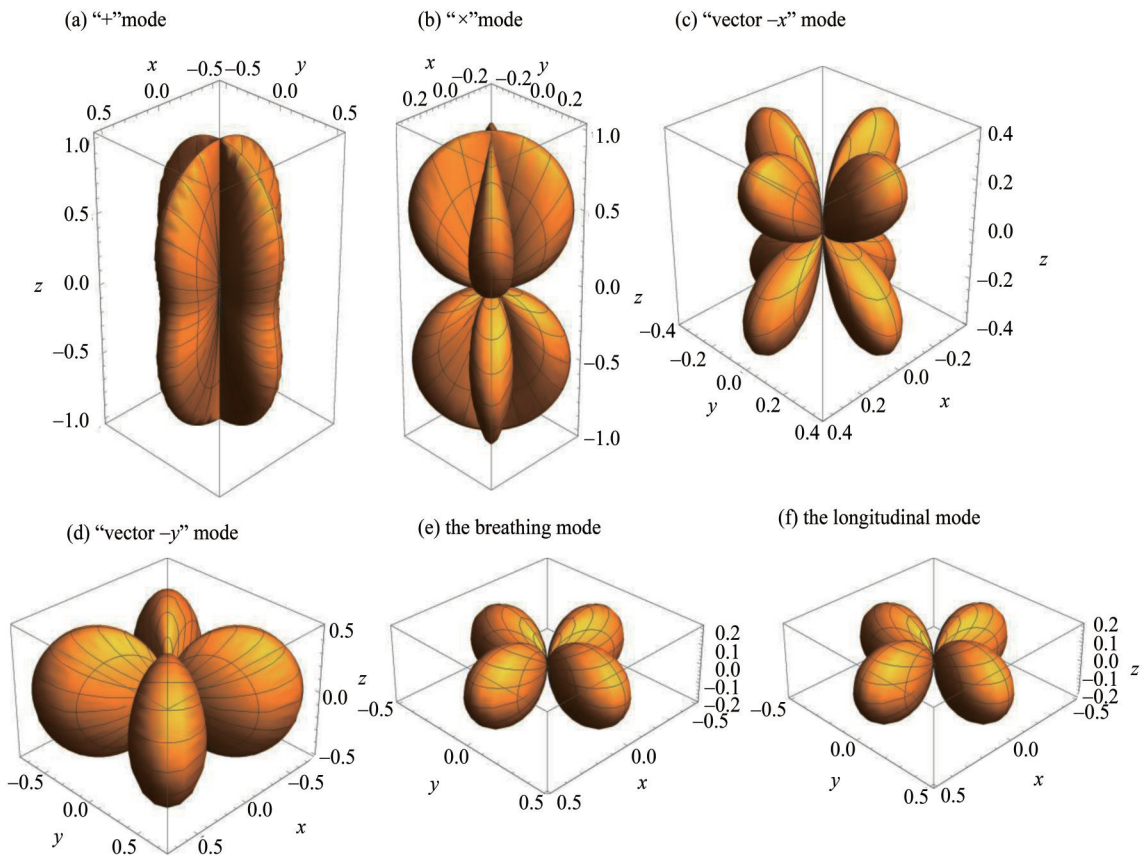 (a) “+”mode
(b) “×”mode
(c) “vector –x” mode
x
–0.5
–0.5
y
0.0
0.0
0.5
0.5
1.0
0.5
z
0.0
–0.5
–1.0
x
–0.2
–0.2
y
0.0
0.0
0.2
0.2
1.0
0.5
0.0
z
–0.5
–1.0
0.4
0.2
0.0
z
–0.2
–0.4
–0.4
–0.2
–0.2
0.0
0.0
y
x
0.2
0.2
0.4
0.4
(d) “vector –y” mode
(e) the breathing mode
(f) the longitudinal mode
0.5
z
0.0
–0.5
–0.5
–0.5
0.0
0.0
y
x
0.5
0.5
0.2
0.1
0.0
–0.1
–0.2
–0.5
–0.5
0.0
0.0
y
x
0.5
0.5
0.2
0.1
0.0
z
–0.1
–0.2
–0.5
–0.5
0.0
0.0
y
x
0.5
0.5